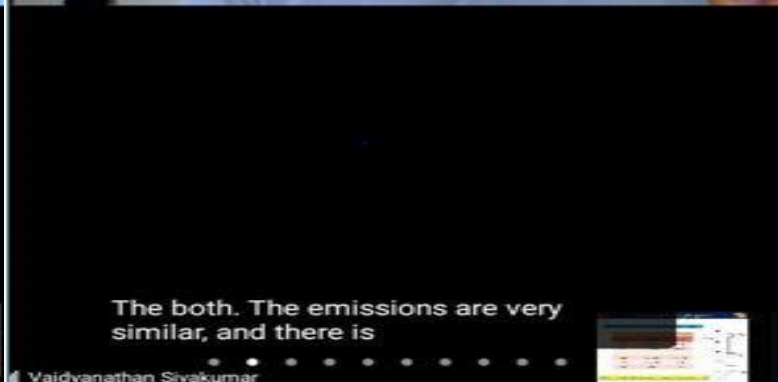 The both. The emissions are very
similar, and there is
Vaidyanathan Sivakumar